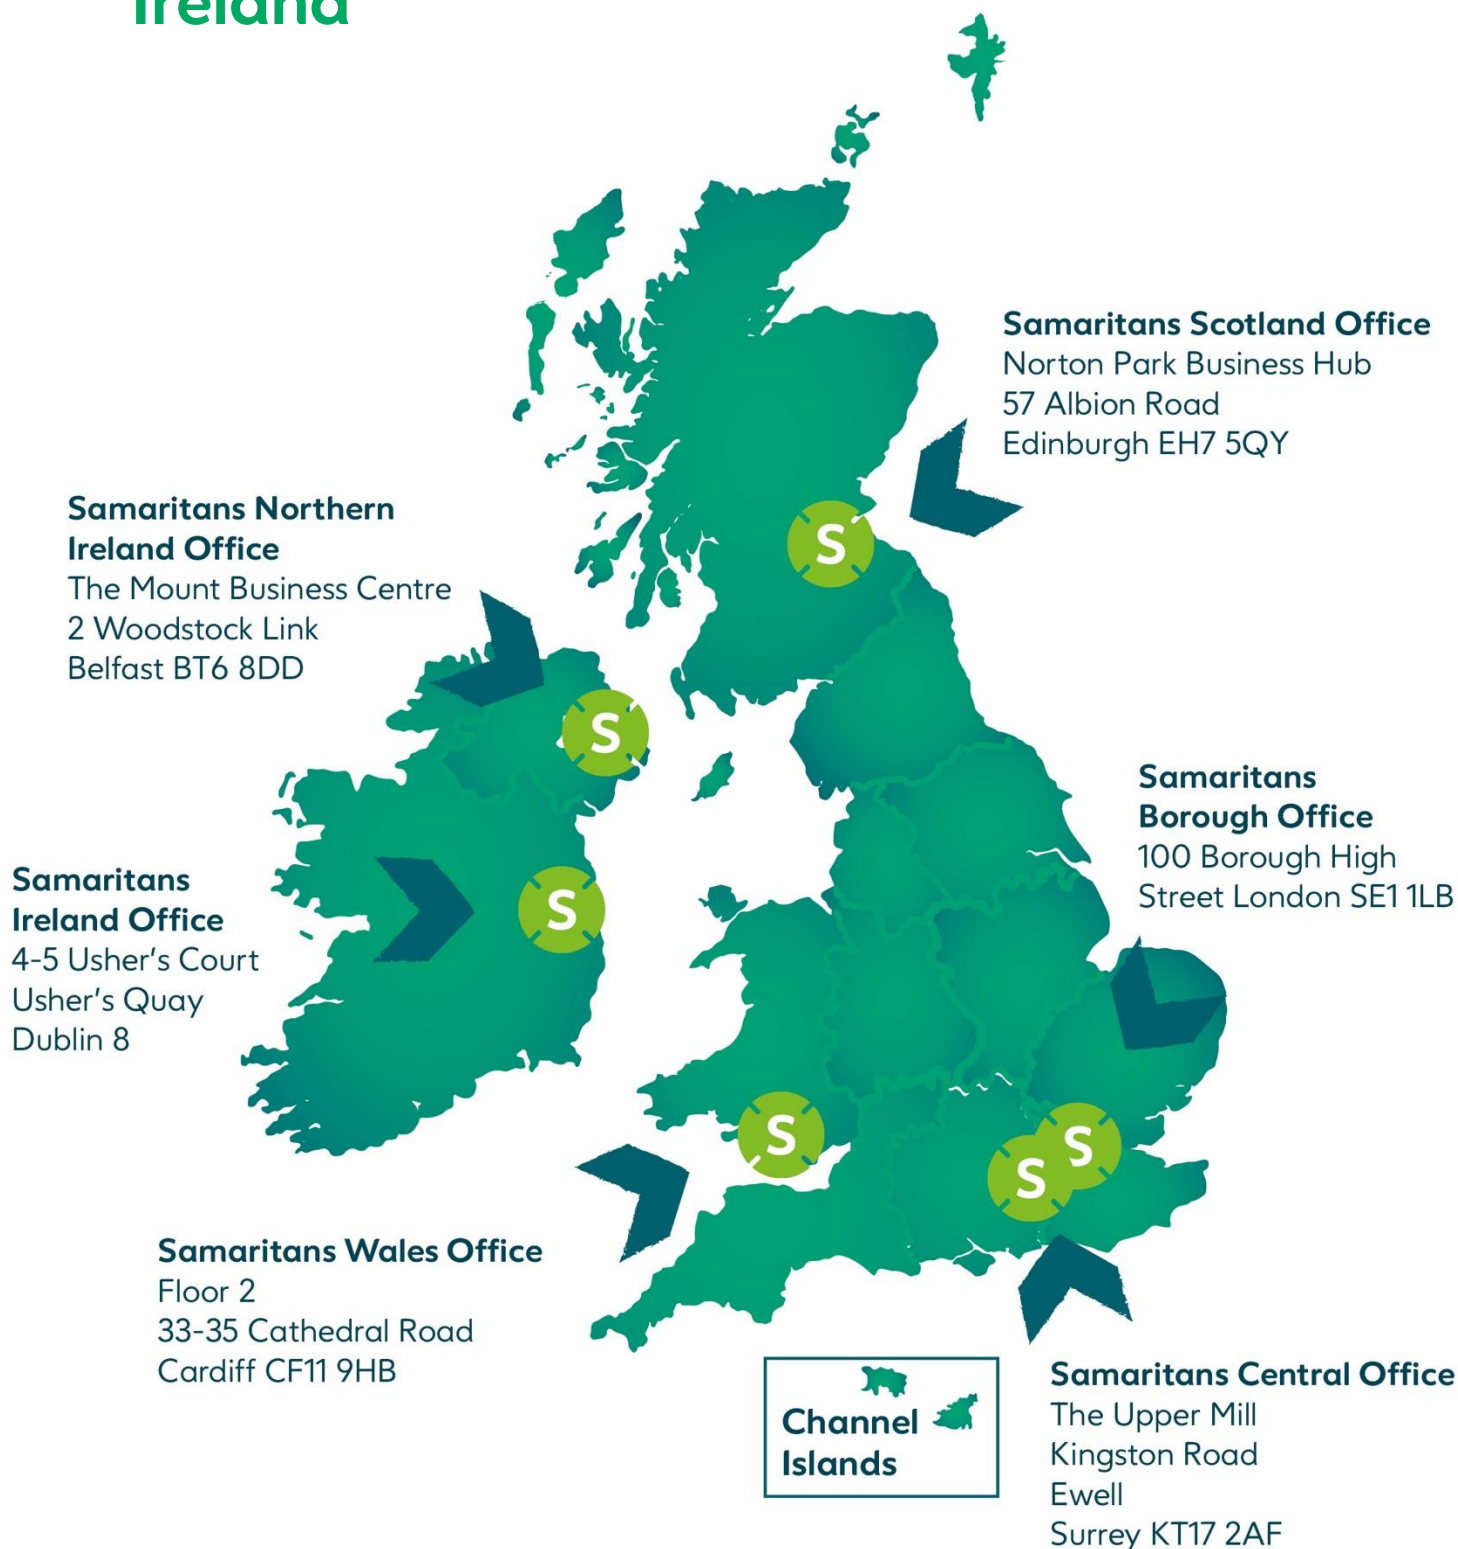 Ireland
Samaritans Scotland Office
Norton Park Business Hub
57 Albion Road
Edinburgh EH7 5QY
Samaritans Northern
Ireland Office
The Mount Business Centre
2 Woodstock Link
Belfast BT6 8DD
S
S
Samaritans
Borough Office
100 Borough High
Street London SE1 1LB
Samaritans
Ireland Office
4-5 Usher's Court
Usher's Quay
Dublin 8
S
S
S
S
Samaritans Wales Office
Floor 2
33-35 Cathedral Road
Cardiff CF11 9HB
Channel
Islands
Samaritans Central Office
The Upper Mill
Kingston Road
Ewell
Surrey KT17 2AF